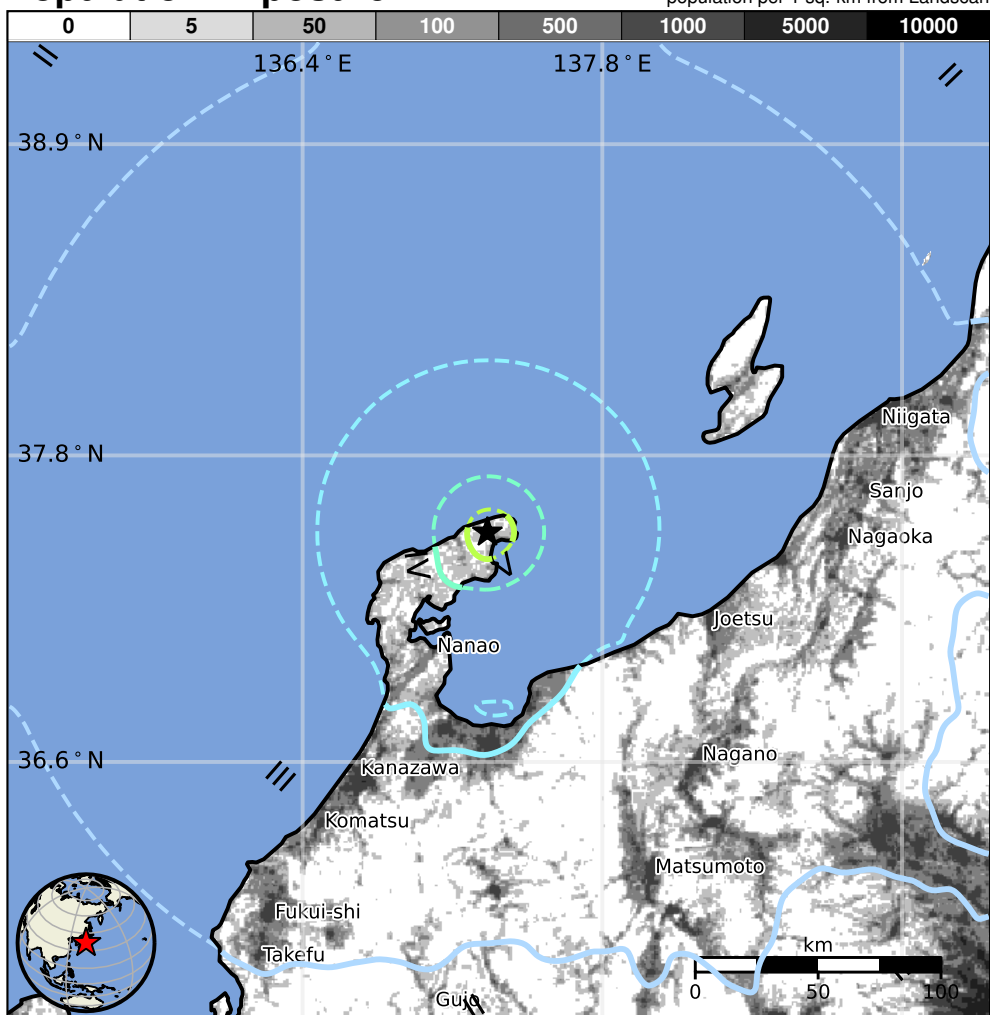 population per 1 sq. km from Landscan
0 5 50 100 500 1000 5000 10000
136.4°E 137.8°E
38.9°N
37.8°N
36.6°N
Niigata
Sanjo
Nagaoka
Joetsu
Nanao
Nagano
Kanazawa
Komatsu
Matsumoto
Fukui-shi
Takefu
Gujo
km
0 50 100